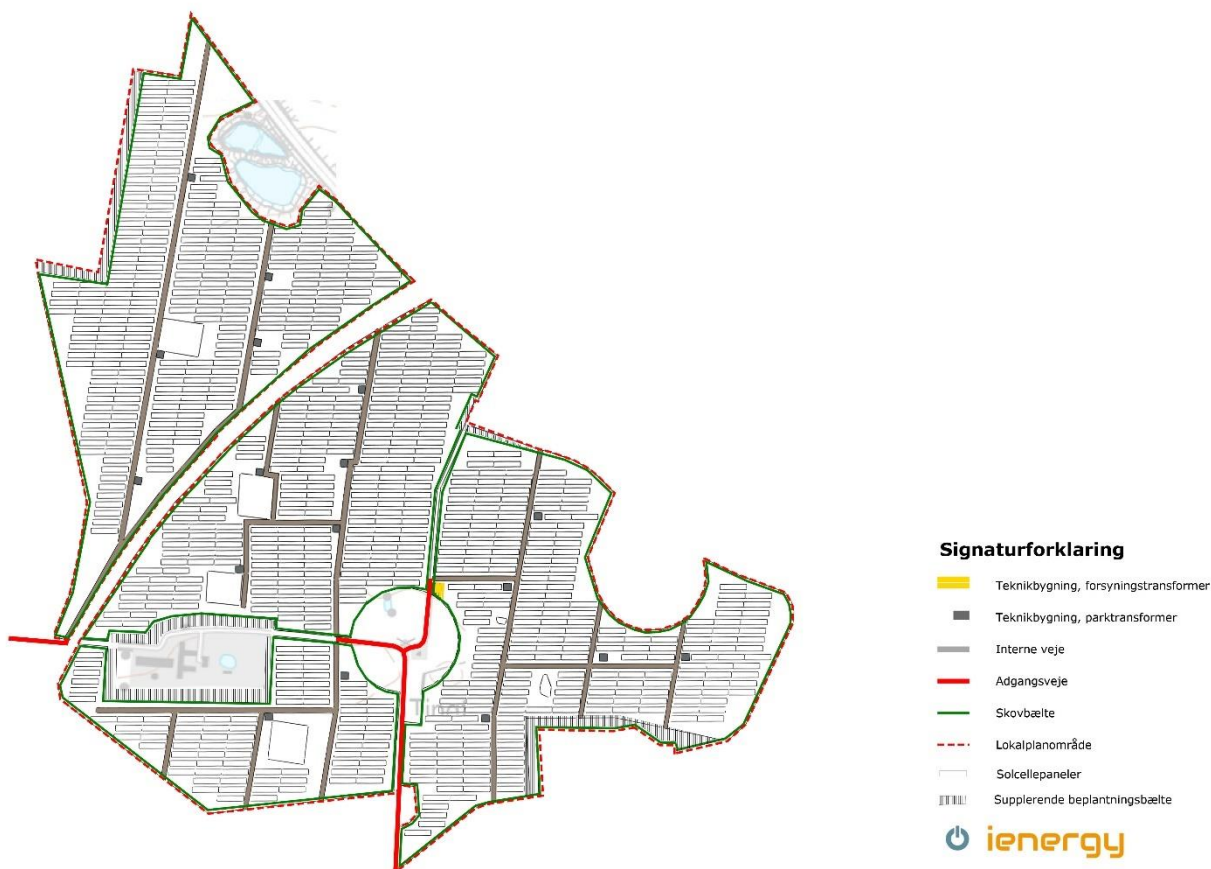 Signaturforklaring
Teknikbygning, forsyningstransformer
Teknikbygning, parktransformer
Interne veje
Adgangsveje
Skovbælte
Lokalplanområde
Solcellepaneler
Supplerende beplantningsbælte
ienergy